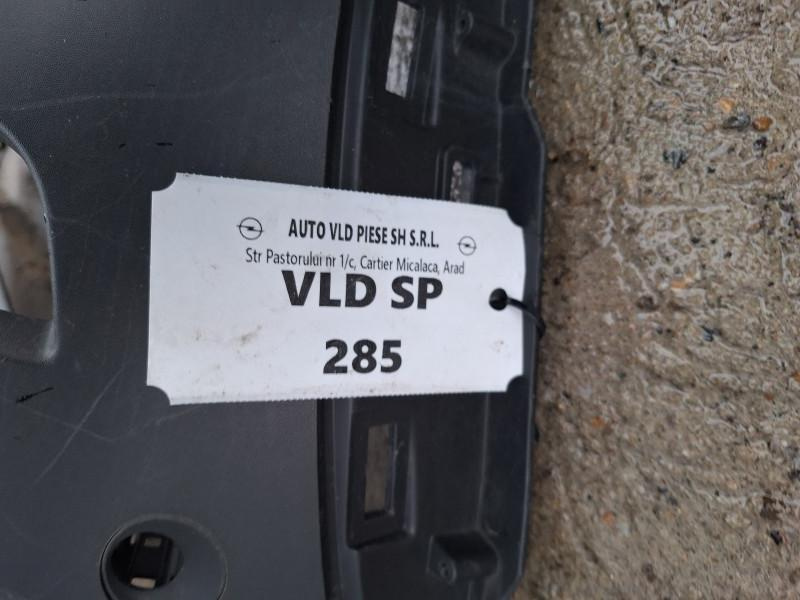 AUTO VLD PIESE SH S.R.L.
Str Pastorului nr 1/c, Cartier Micalaca, Arad
VLD SP
285